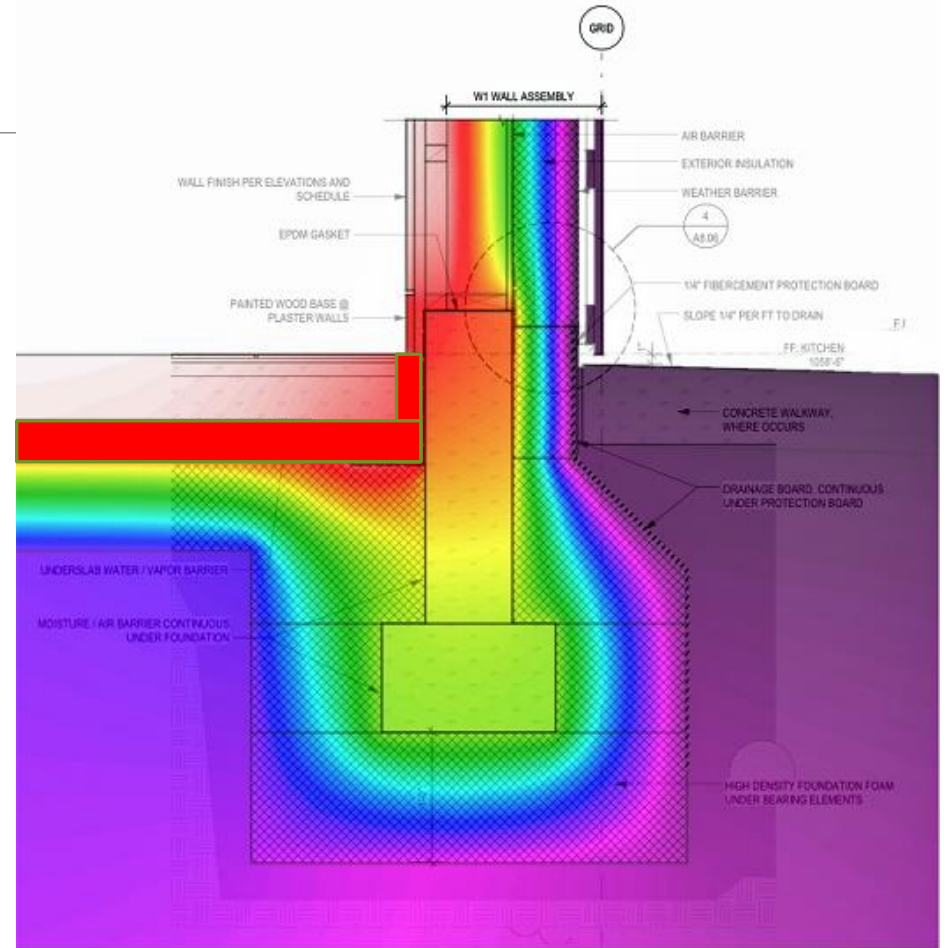 GRID
W1 WALL ASSEMBLY
AIR BARRIER
EXTERIOR INSULATION
WALL FINISH PER ELEVATIONS AND
SCHEDULE
WEATHER BARRIER
4
A8.06
EPDM GASKET
1/4" FIBERCEMENT PROTECTION BOARD
PAINTED WOOD BASE @
PLASTER WALLS
SLOPE 1/4" PER FT TO DRAIN
FF: KITCHEN
1058'-6"
CONCRETE WALKWAY,
WHERE OCCURS
DRAINAGE BOARD, CONTINUOUS
UNDER PROTECTION BOARD
UNDERSLAB WATER / VAPOR BARRIER
MOISTURE / AIR BARRIER CONTINUOUS
UNDER FOUNDATION
HIGH DENSITY FOUNDATION FOAM
UNDER BEARING ELEMENTS